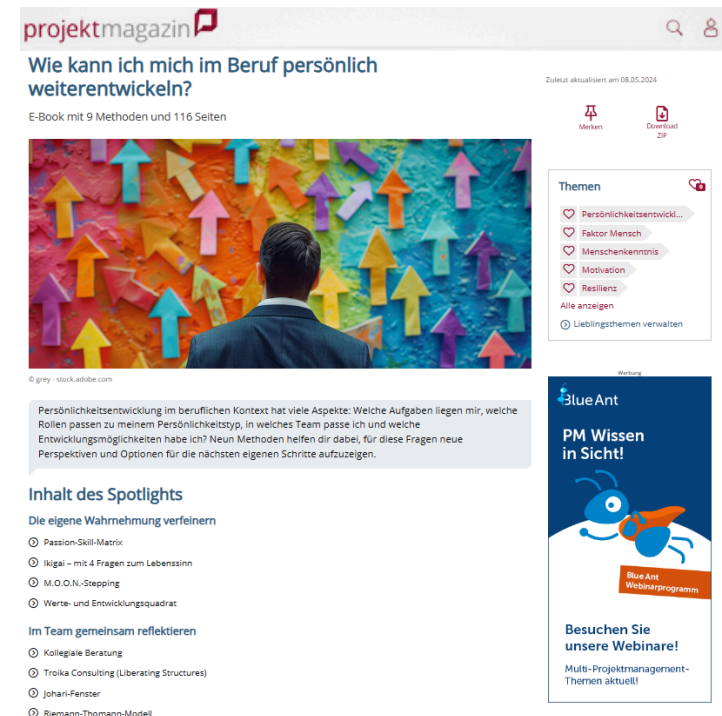 projektmagazin
Wie kann ich mich im Beruf persönlich
weiterentwickeln?
E-Book mit 9 Methoden und 116 Seiten
© grey - stock.adobe.com
Persönlichkeitsentwicklung im beruflichen Kontext hat viele Aspekte: Welche Aufgaben liegen mir, welche
Rollen passen zu meinem Persönlichkeitstyp, in welches Team passe ich und welche
Entwicklungsmöglichkeiten habe ich? Neun Methoden helfen dir dabei, für diese Fragen neue
Perspektiven und Optionen für die nächsten eigenen Schritte aufzuzeigen.
Inhalt des Spotlights
Die eigene Wahrnehmung verfeinern
Passion-Skill-Matrix
Ikigai – mit 4 Fragen zum Lebenssinn
M.O.O.N.-Stepping
Werte- und Entwicklungsquadrat
Im Team gemeinsam reflektieren
Kollegiale Beratung
Troika Consulting (Liberating Structures)
Johari-Fenster
Riemann-Thomann-Modell
Zuletzt aktualisiert am 08.05.2024
Merken
Download
ZIP
Themen
Persönlichkeitsentwickl...
Faktor Mensch
Menschenkenntnis
Motivation
Resilienz
Alle anzeigen
Lieblingsthemen verwalten
Werbung
Blue Ant
PM Wissen
in Sicht!
Blue Ant
Webinarprogramm
Besuchen Sie
unsere Webinare!
Multi-Projektmanagement-
Themen aktuell!